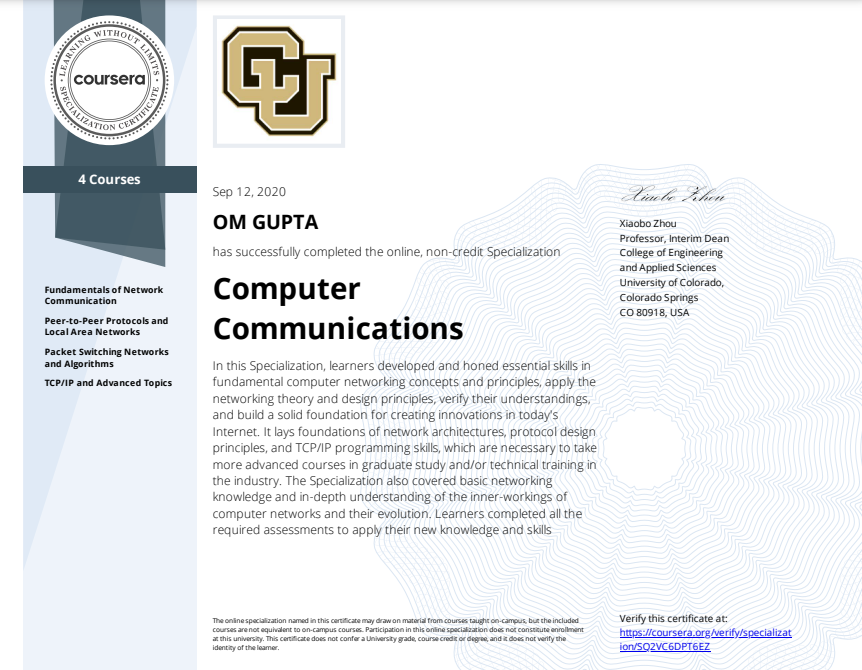 LEARNING WITHOUT LIMITS
coursera
SPECIALIZATION CERTIFICATE
CU
4 Courses
Fundamentals of Network
Communication
Peer-to-Peer Protocols and
Local Area Networks
Packet Switching Networks
and Algorithms
TCP/IP and Advanced Topics
Sep 12, 2020
OM GUPTA
has successfully completed the online, non-credit Specialization
Computer
Communications
In this Specialization, learners developed and honed essential skills in
fundamental computer networking concepts and principles, apply the
networking theory and design principles, verify their understandings,
and build a solid foundation for creating innovations in today's
Internet. It lays foundations of network architectures, protocol design
principles, and TCP/IP programming skills, which are necessary to take
more advanced courses in graduate study and/or technical training in
the industry. The Specialization also covered basic networking
knowledge and in-depth understanding of the inner-workings of
computer networks and their evolution. Learners completed all the
required assessments to apply their new knowledge and skills
Xiaobo Zhou
Xiaobo Zhou
Professor, Interim Dean
College of Engineering
and Applied Sciences
University of Colorado,
Colorado Springs
CO 80918, USA
The online specialization named in this certificate may draw on material from courses taught on-campus, but the included
courses are not equivalent to on-campus courses. Participation in this online specialization does not constitute enrollment
at this university. This certificate does not confer a University grade, course credit or degree, and it does not verify the
identity of the learner.
Verify this certificate at:
https://coursera.org/verify/specializat
ion/SQ2VC6DPT6EZ